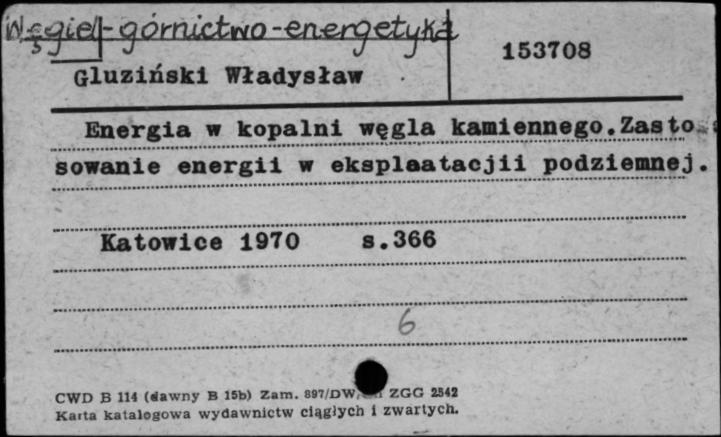 Węgiel-górnictwo-energetyka
153708
Gluziński Władysław
Energia w kopalni węgla kamiennego.Zasto
sowanie energii w eksplaatacjii podziemnej.
Katowice 1970 s.366
6
CWD B 114 (dawny B 15b) Zam. 897/DW, ZGG 2542
Karta katalogowa wydawnictw ciągłych i zwartych.